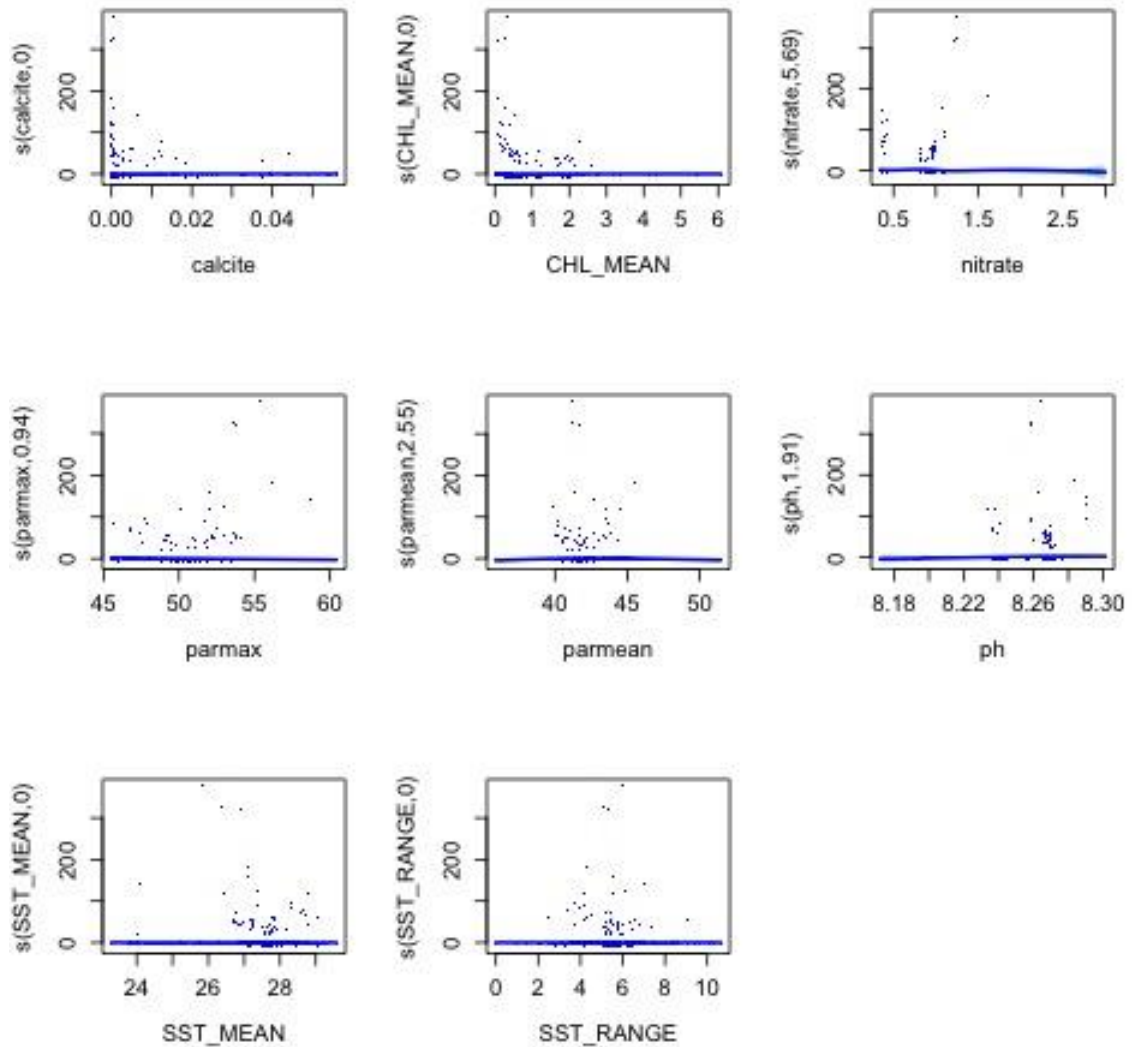 s(calcite,0)
200
0
0.00 0.02 0.04
calcite
s(CHL_MEAN,0)
200
0
0 1 2 3 4 5 6
CHL_MEAN
s(nitrate,5.69)
200
0
0.5 1.5 2.5
nitrate
s(parmax,0.94)
200
0
45 50 55 60
parmax
s(parmean,2.55)
200
0
40 45 50
parmean
s(ph,1.91)
200
0
8.18 8.22 8.26 8.30
ph
s(SST_MEAN,0)
200
0
24 26 28
SST_MEAN
s(SST_RANGE,0)
200
0
0 2 4 6 8 10
SST_RANGE